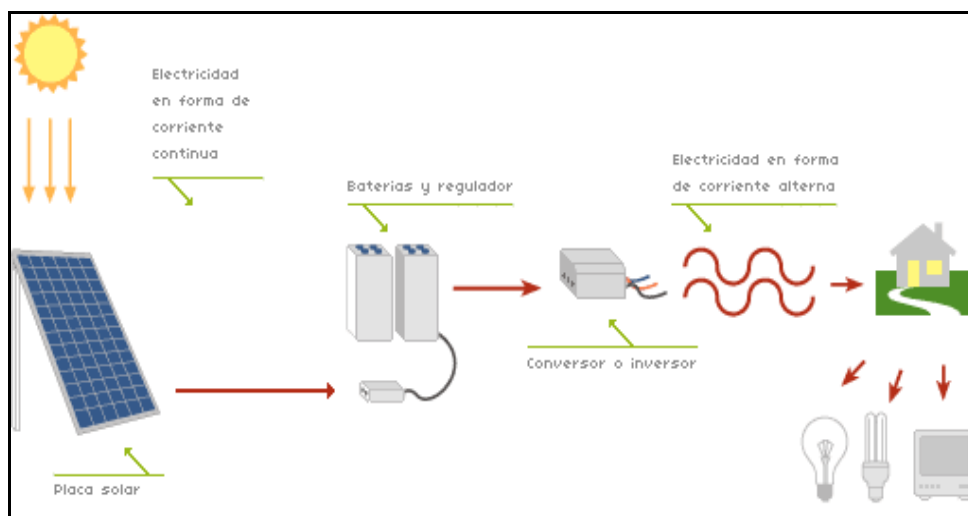 Electricidad
en forma de
corriente
continua
Baterias y regulador
Electricidad en forma
de corriente alterna
Conversor o inversor
Placa solar